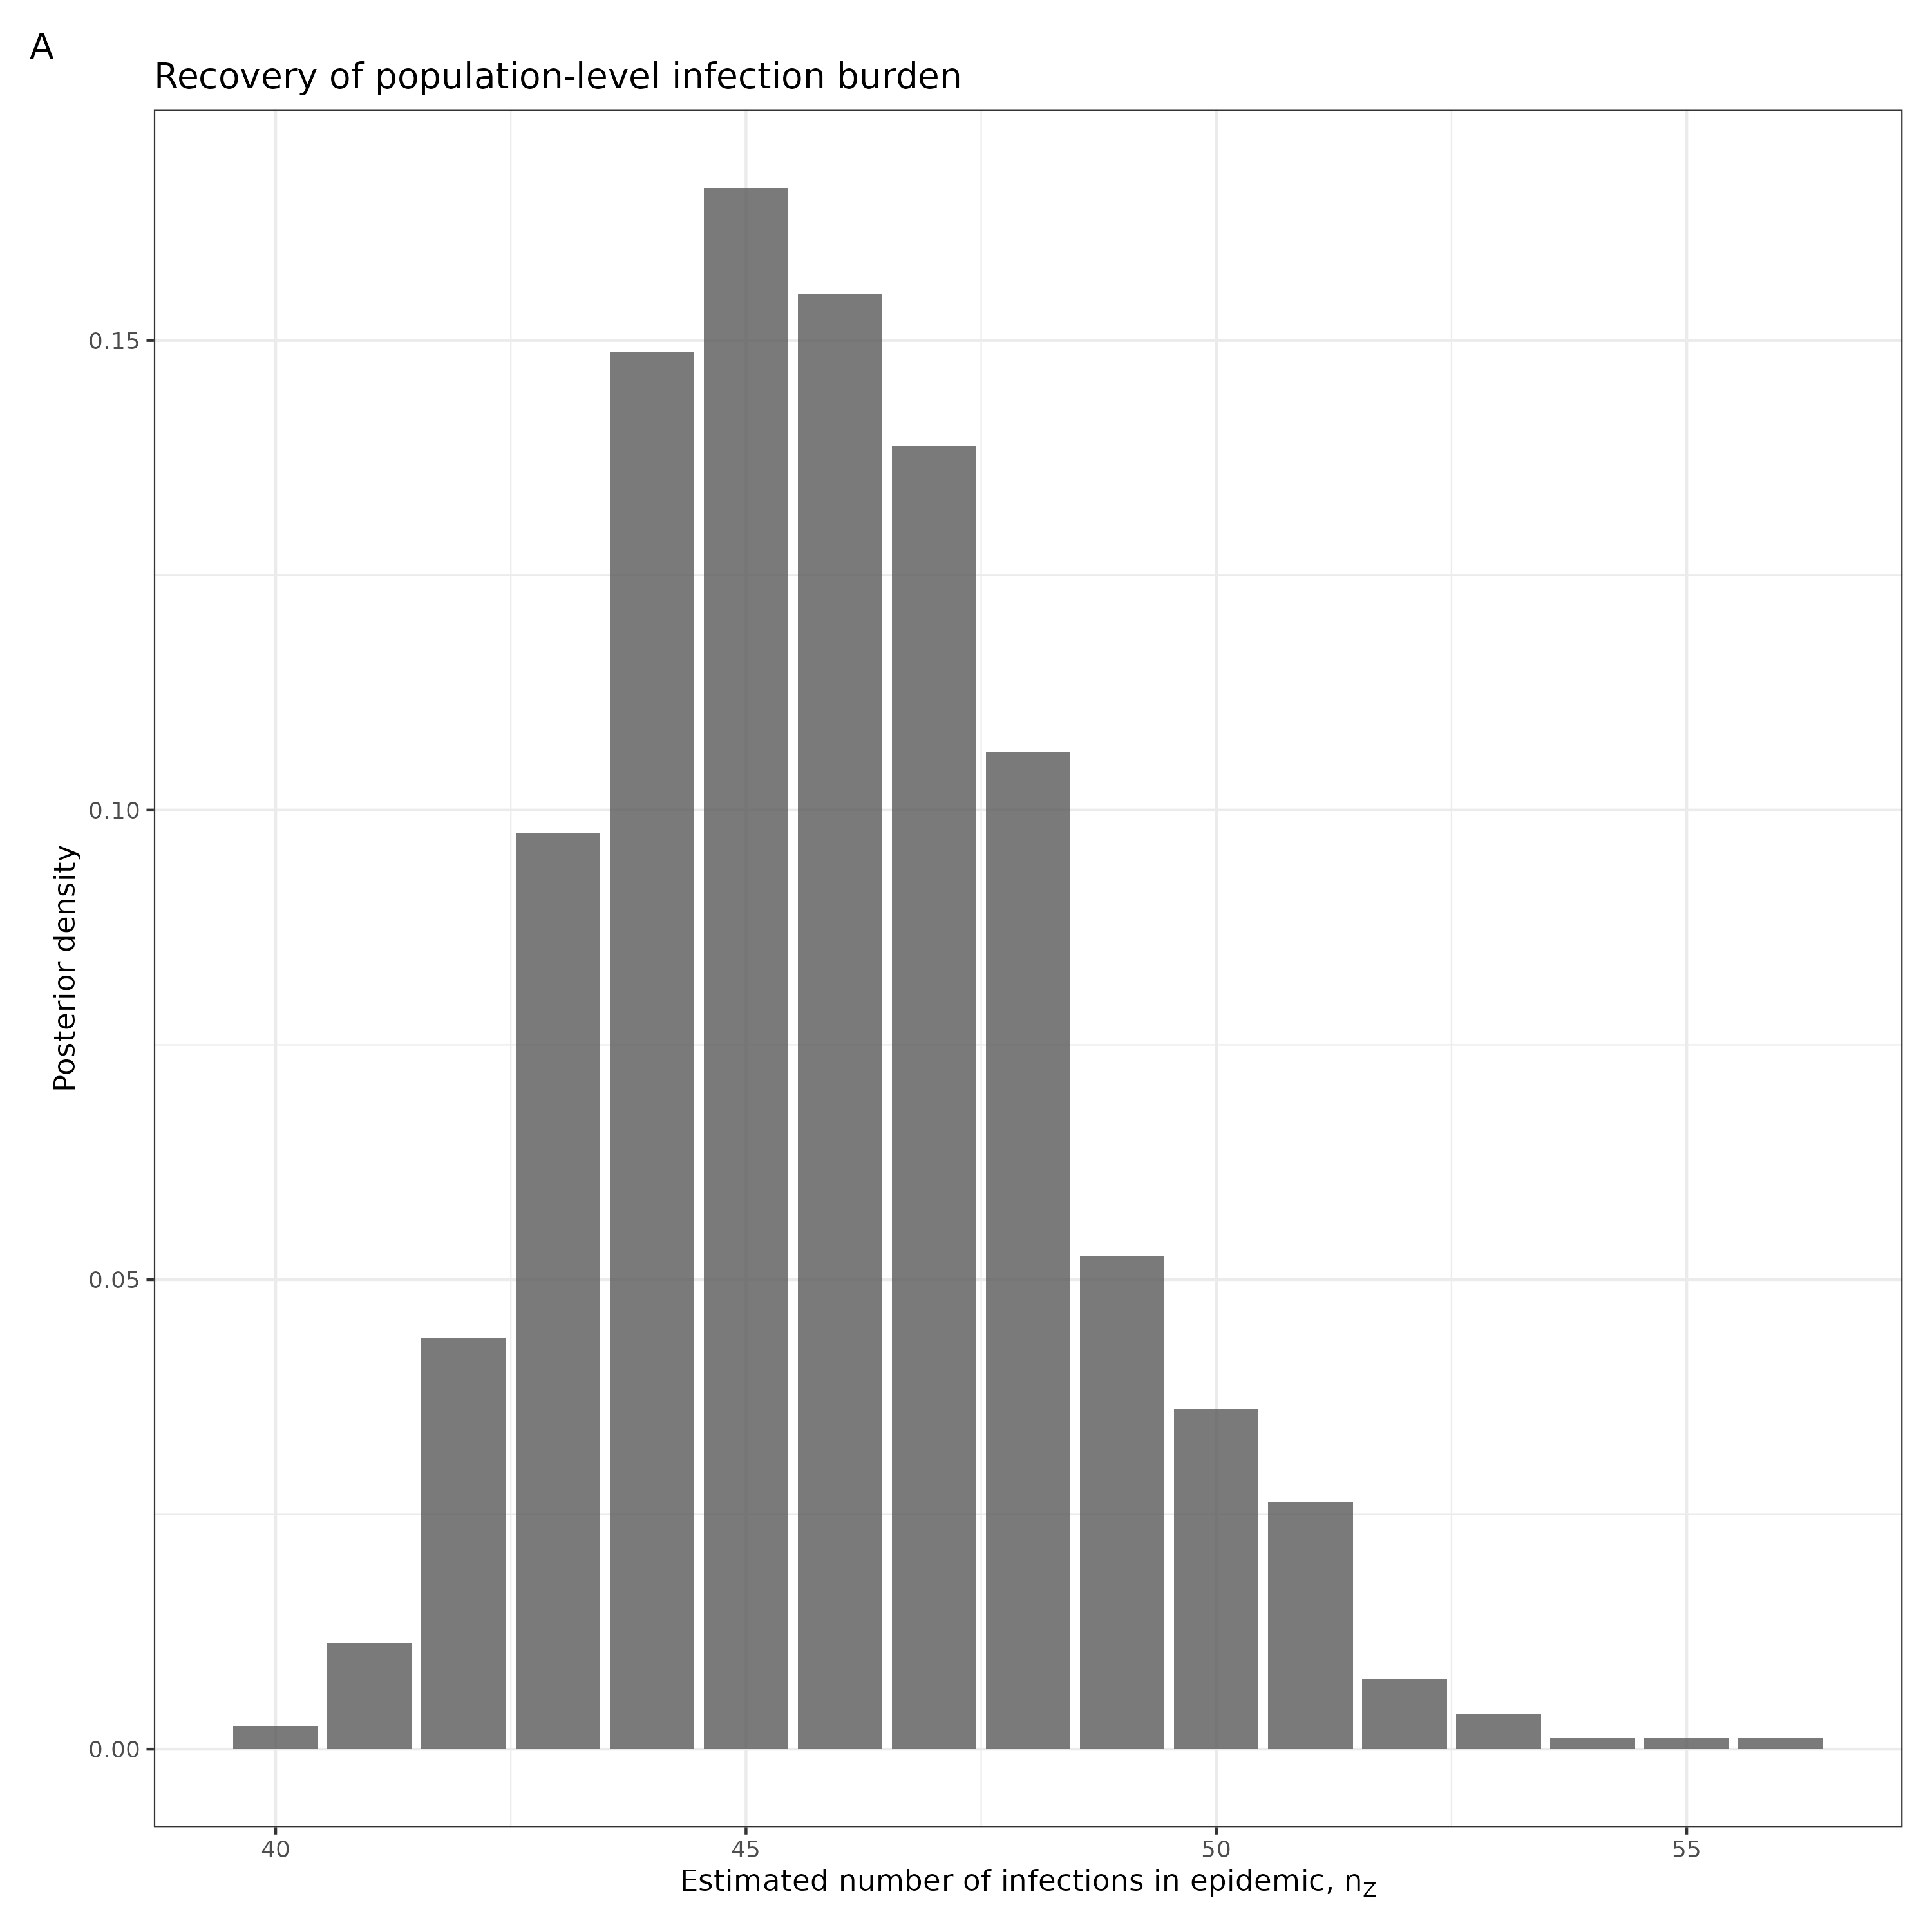 A
Recovery of population-level infection burden
Posterior density
0.15
0.10
0.05
0.00
40 45 50 55
Estimated number of infections in epidemic, nZ